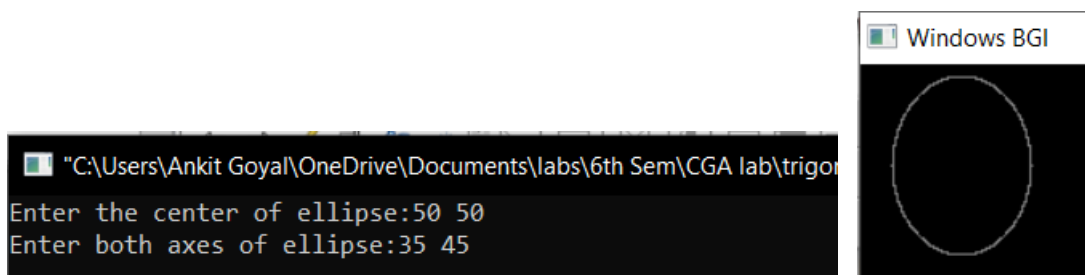 "C:\Users\Ankit Goyal\OneDrive\Documents\labs\6th Sem\CGA lab\trigor
Enter the center of ellipse:50 50
Enter both axes of ellipse:35 45
Windows BGI